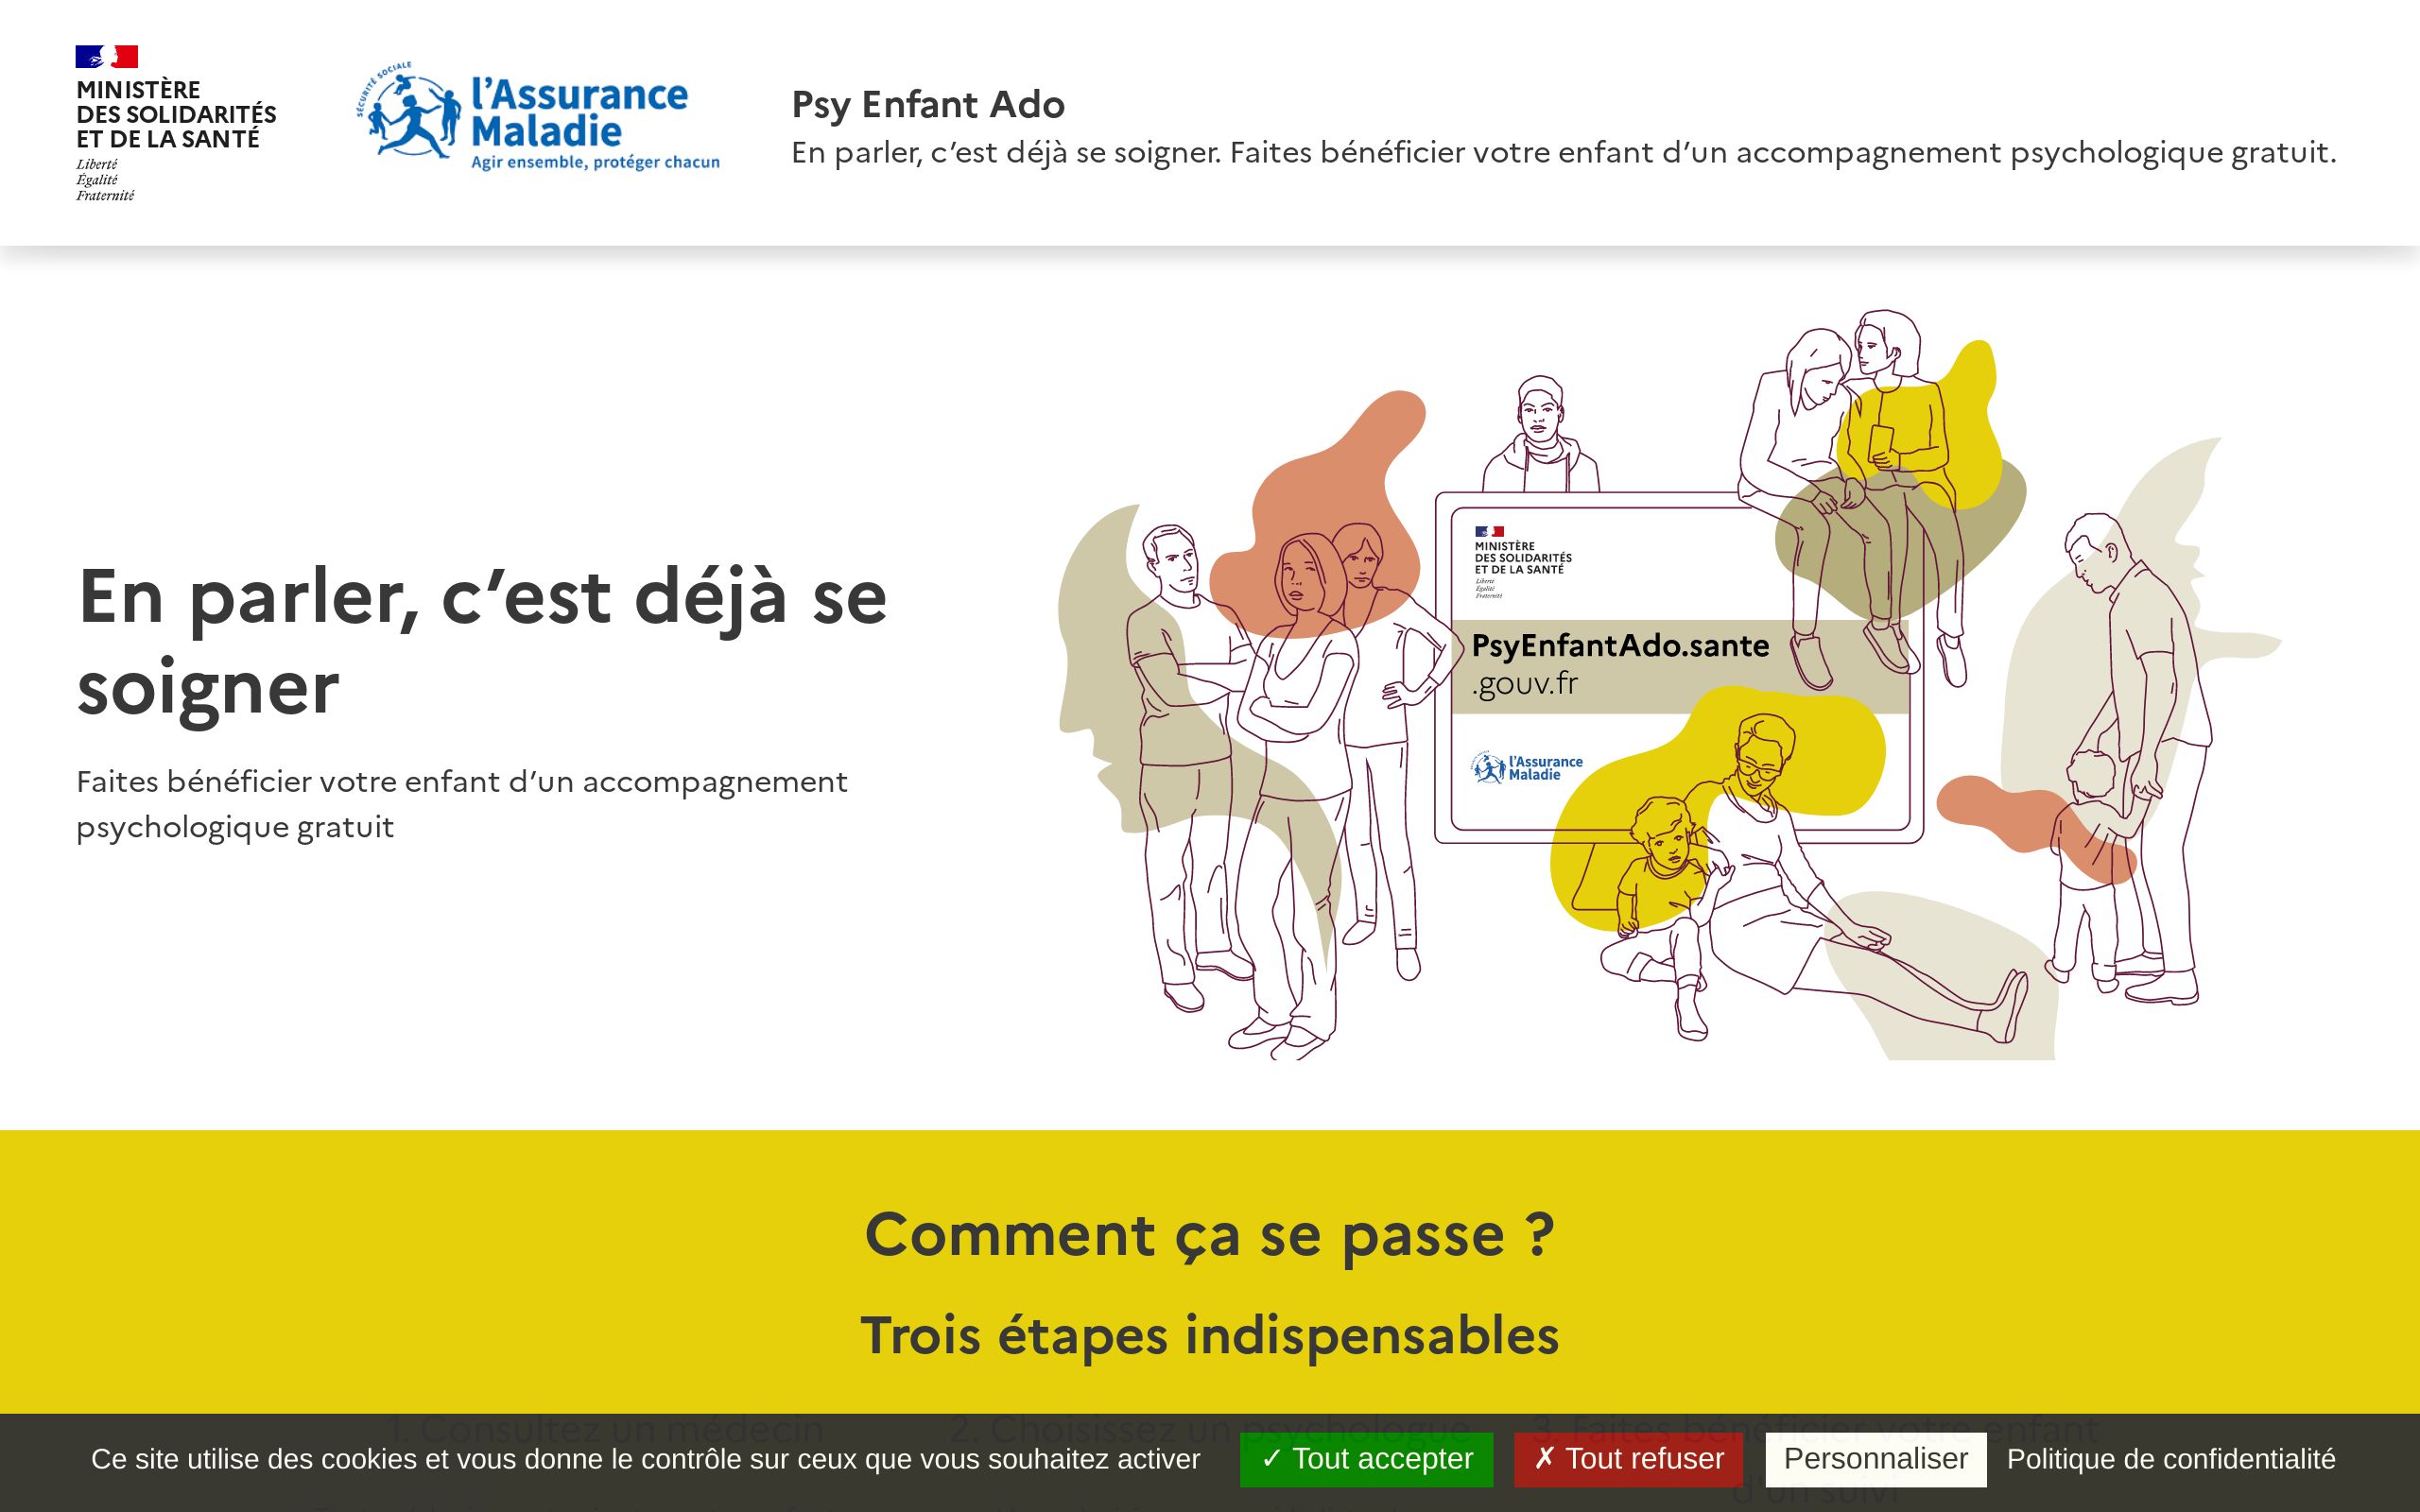 MINISTÈRE
DES SOLIDARITÉS
ET DE LA SANTÉ
Liberté
Égalité
Fraternité
SÉCURITÉ SOCIALE
l'Assurance
Maladie
Agir ensemble, protéger chacun
Psy Enfant Ado
En parler, c’est déjà se soigner. Faites bénéficier votre enfant d’un accompagnement psychologique gratuit.
En parler, c’est déjà se
soigner
Faites bénéficier votre enfant d’un accompagnement
psychologique gratuit
MINISTÈRE
DES SOLIDARITÉS
ET DE LA SANTÉ
Liberté
Égalité
Fraternité
PsyEnfantAdo.sante
.gouv.fr
l'Assurance
Maladie
Comment ça se passe ?
Trois étapes indispensables
1. Consultez un médecin
2. Choisissez un psychologue
3. Faites bénéficier votre enfant
d'un suivi
Ce site utilise des cookies et vous donne le contrôle sur ceux que vous souhaitez activer
✓ Tout accepter
✗ Tout refuser
Personnaliser
Politique de confidentialité